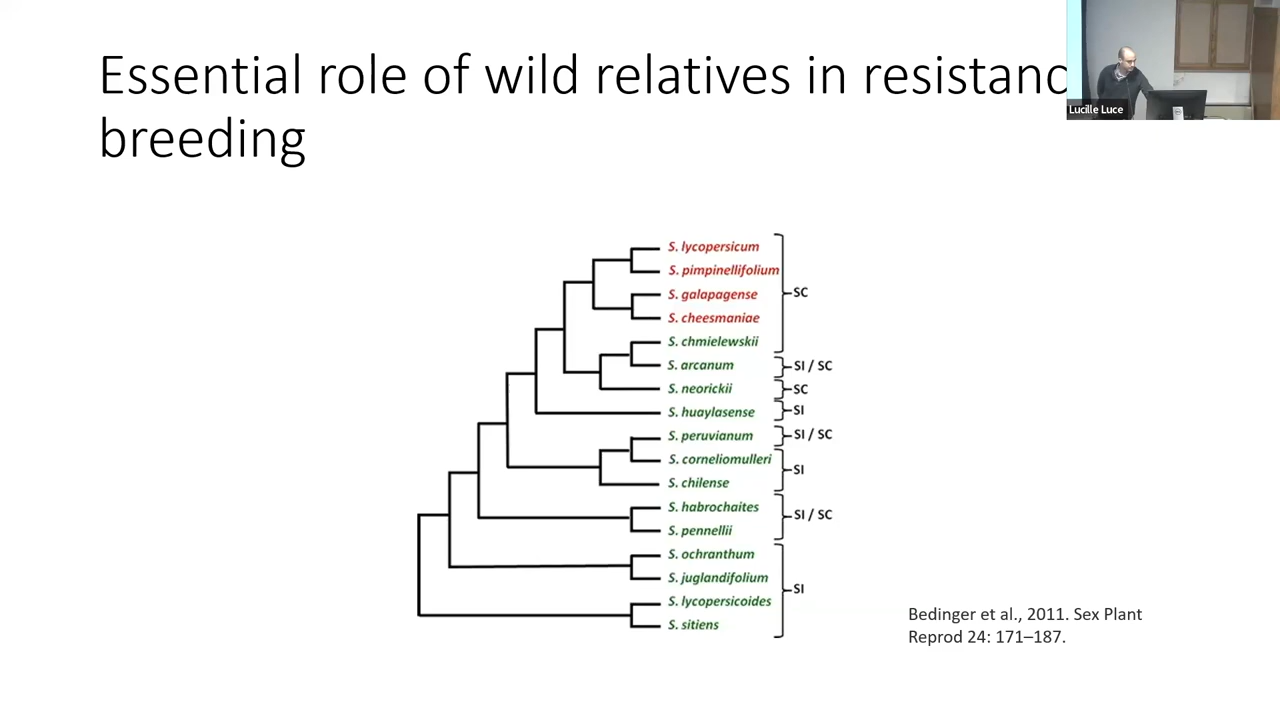 Essential role of wild relatives in resistanc
breeding
Lucille Luce
S. lycopersicum
S. pimpinellifolium
S. galapagense
S. cheesmaniae
SC
S. chmielewskii
S. arcanum
SI / SC
S. neorickii
SC
S. huaylasense
SI
S. peruvianum
SI / SC
S. corneliomulleri
SI
S. chilense
S. habrochaites
SI / SC
S. pennellii
S. ochranthum
S. juglandifolium
SI
S. lycopersicoides
S. sitiens
Bedinger et al., 2011. Sex Plant
Reprod 24: 171–187.